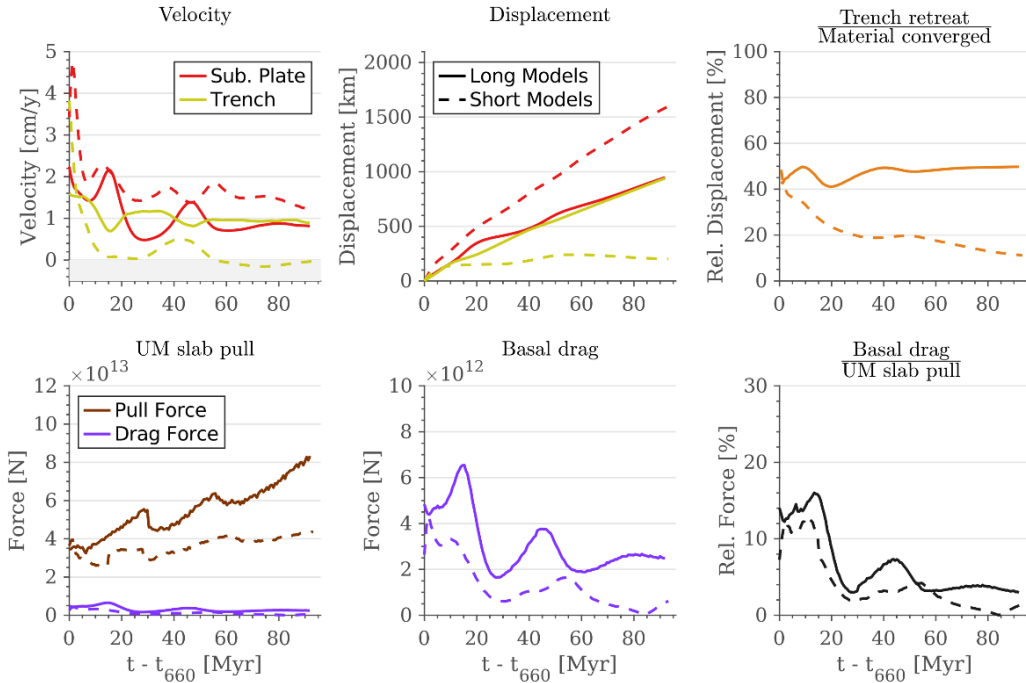 Velocity
Displacement
Trench retreat
Material converged
Velocity [cm/y]
5
4
3
2
1
0
Sub. Plate
Trench
0 20 40 60 80
Displacement [km]
2000
1500
1000
500
0
Long Models
Short Models
0 20 40 60 80
Rel. Displacement [%]
100
80
60
40
20
0
0 20 40 60 80
UM slab pull
Basal drag
Basal drag
UM slab pull
×10^13
Force [N]
12
10
8
6
4
2
0
Pull Force
Drag Force
0 20 40 60 80
t - t_660 [Myr]
×10^12
Force [N]
10
8
6
4
2
0
0 20 40 60 80
t - t_660 [Myr]
Rel. Force [%]
30
20
10
0
0 20 40 60 80
t - t_660 [Myr]